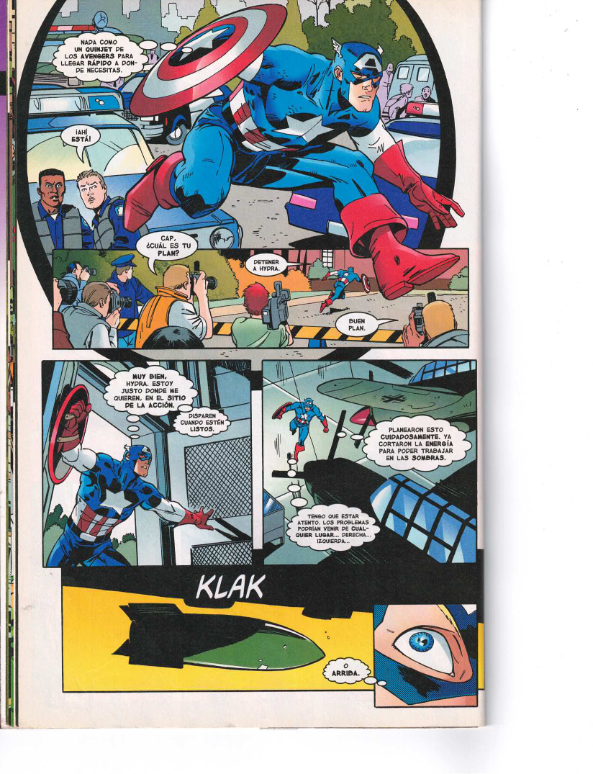 NADA COMO
UN QUINJET DE
LOS AVENGERS PARA
LLEGAR RÁPIDO A DON-
DE NECESITAS.
¡AHÍ
ESTÁ!
CAP,
¿CUÁL ES TU
PLAN?
DETENER
A HYDRA.
BUEN
PLAN.
MUY BIEN,
HYDRA. ESTOY
JUSTO DONDE ME
QUIEREN, EN EL SITIO
DE LA ACCIÓN.
DISPAREN
CUANDO ESTÉN
LISTOS.
PLANEARON ESTO
CUIDADOSAMENTE. YA
CORTARON LA ENERGÍA
PARA PODER TRABAJAR
EN LAS SOMBRAS.
TENGO QUE ESTAR
ATENTO. LOS PROBLEMAS
PODRÍAN VENIR DE CUAL-
QUIER LUGAR... DERECHA...
IZQUIERDA...
KLAK
O
ARRIBA.